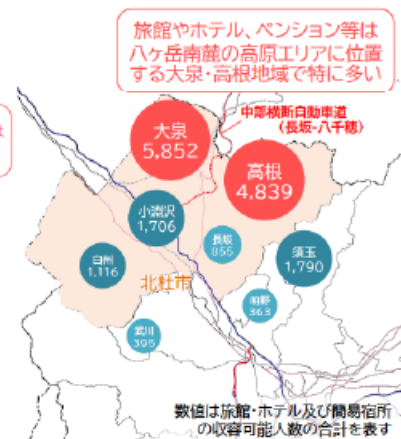 旅館やホテル、ペンション等は
八ヶ岳南麓の高原エリアに位置
する大泉・高根地域で特に多い
は
中部横断自動車道
(長坂-八千穂)
大泉
5,852
高根
4,839
小淵沢
1,706
長坂
855
須玉
1,790
白州
1,116
北杜市
明野
363
武川
395
数値は旅館・ホテル及び簡易宿所
の収容可能人数の合計を表す